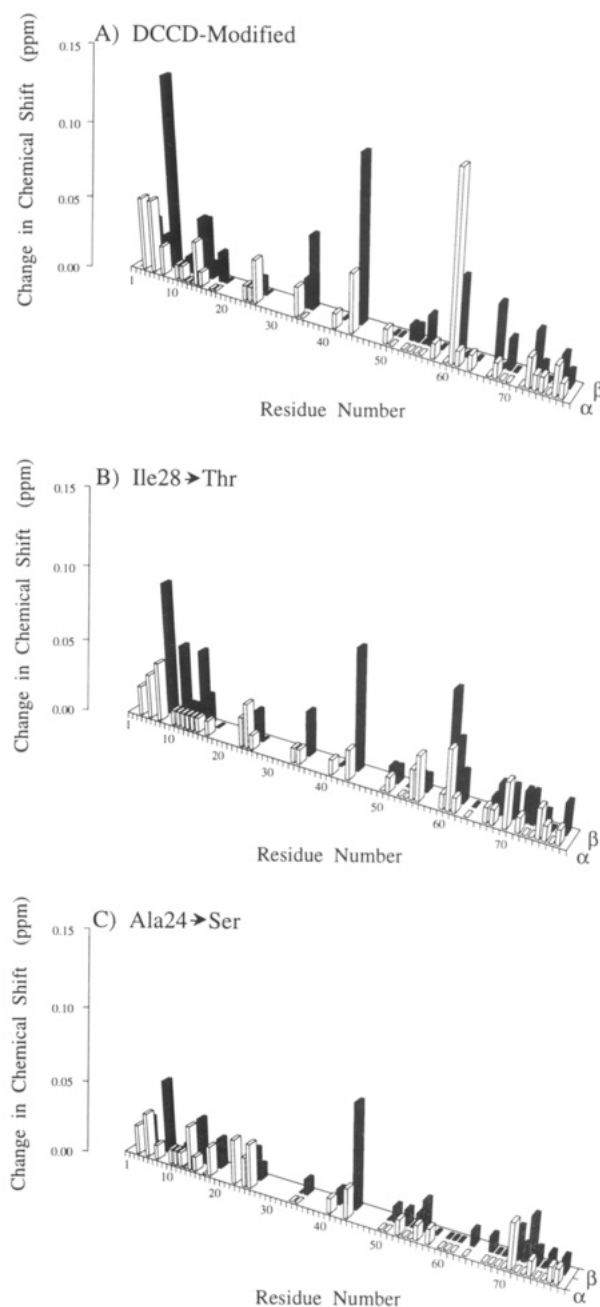 A) DCCD-Modified
Change in Chemical Shift (ppm)
0.15
0.10
0.05
0.00
1
10
20
30
40
50
60
70
β
α
Residue Number
B) Ile28➔Thr
Change in Chemical Shift (ppm)
0.15
0.10
0.05
0.00
1
10
20
30
40
50
60
70
β
α
Residue Number
C) Ala24➔Ser
Change in Chemical Shift (ppm)
0.15
0.10
0.05
0.00
1
10
20
30
40
50
60
70
β
α
Residue Number